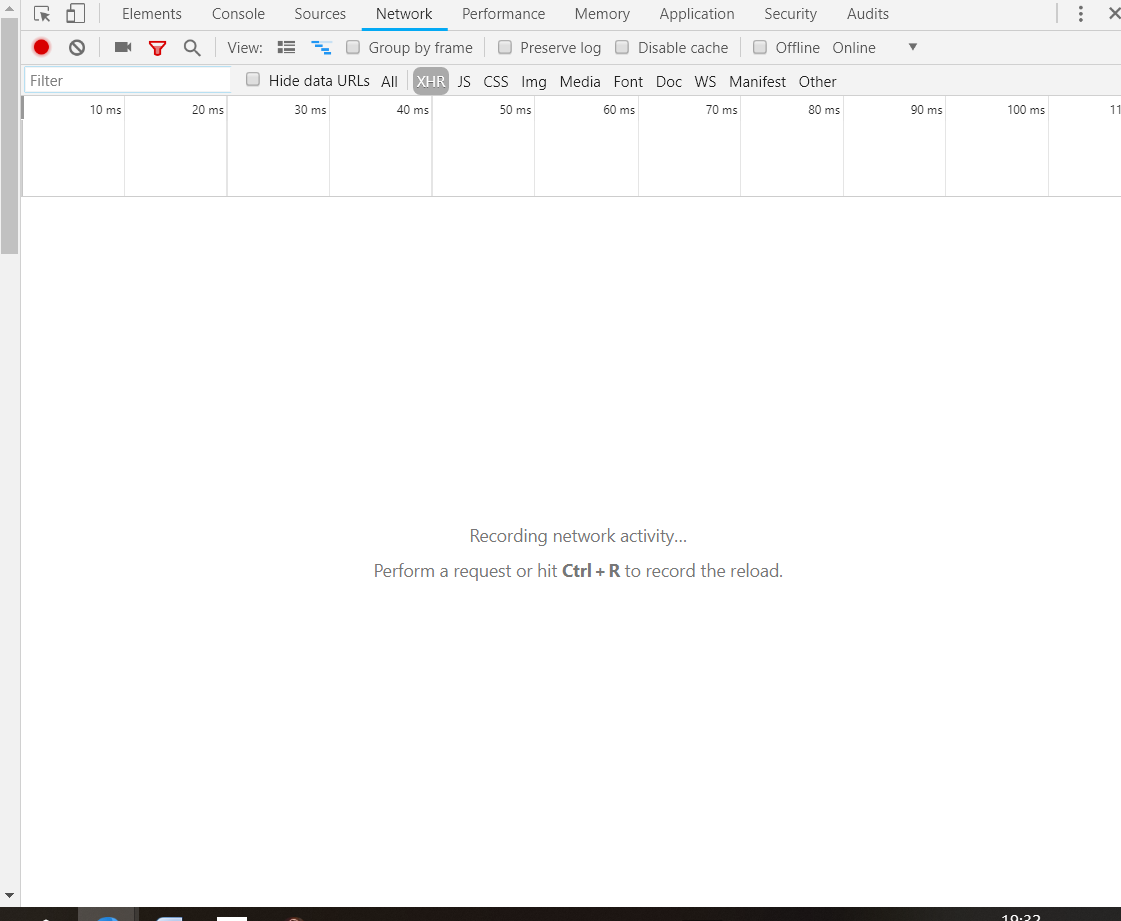 Elements Console Sources Network Performance Memory Application Security Audits
View: Group by frame Preserve log Disable cache Offline Online
Filter Hide data URLs All XHR JS CSS Img Media Font Doc WS Manifest Other
10 ms 20 ms 30 ms 40 ms 50 ms 60 ms 70 ms 80 ms 90 ms 100 ms 11
Recording network activity...
Perform a request or hit Ctrl + R to record the reload.
19:32